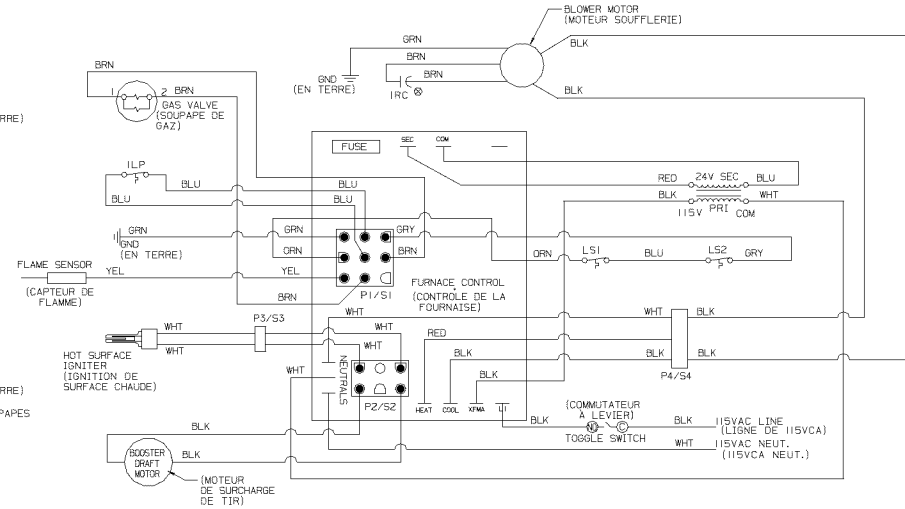 BLOWER MOTOR
(MOTEUR SOUFFLERIE)
GRN
BLK
BRN
BRN
GND
(EN TERRE)
1RC
BLK
BRN
1
2
BRN
GAS VALVE
(SOUPAPE DE
GAZ)
RRE)
FUSE
SEC
COM
1LP
BLU
BLU
BLU
BLU
RED
24V SEC
BLU
BLK
WHT
115V
PRI
COM
GRN
GND
(EN TERRE)
GRN
GRY
ORN
BRN
ORN
LS1
BLU
LS2
GRY
FLAME SENSOR
(CAPTEUR DE
FLAMME)
YEL
YEL
P1/S1
BRN
FURNACE CONTROL
(CONTROLE DE LA
FOURNAISE)
P3/S3
WHT
WHT
BLK
WHT
WHT
WHT
WHT
RED
HOT SURFACE
IGNITER
(IGNITION DE
SURFACE CHAUDE)
BLK
BLK
BLK
P4/S4
WHT
NEUTRALS
BLK
RRE)
PAPES
P2/S2
HEAT
COOL
XFMA
L1
BLK
(COMMUTATEUR
A LEVIER)
NO
C
TOGGLE SWITCH
BLK
115VAC LINE
(LIGNE DE 115VCA)
WHT
115VAC NEUT.
(115VCA NEUT.)
BLK
BLK
BOOSTER
DRAFT
MOTOR
(MOTEUR
DE SURCHARGE
DE TIR)